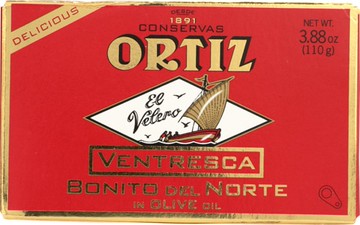 DELICIOUS
DESDE
1891
CONSERVAS
ORTIZ
NET WT.
3.88 oz
(110 g)
El
Velero
VENTRESCA
BONITO DEL NORTE
IN OLIVE OIL